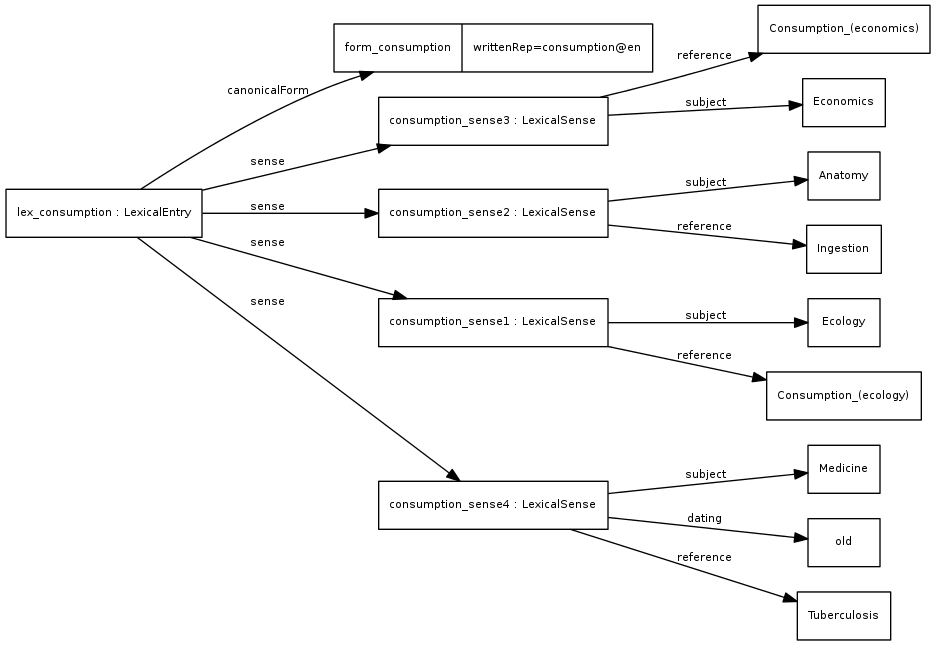 Consumption_(economics)
form_consumption writtenRep=consumption@en
reference
canonicalForm
subject
Economics
consumption_sense3 : LexicalSense
sense
subject
Anatomy
lex_consumption : LexicalEntry
sense
consumption_sense2 : LexicalSense
reference
Ingestion
sense
consumption_sense1 : LexicalSense
subject
Ecology
sense
reference
Consumption_(ecology)
subject
Medicine
consumption_sense4 : LexicalSense
dating
old
reference
Tuberculosis